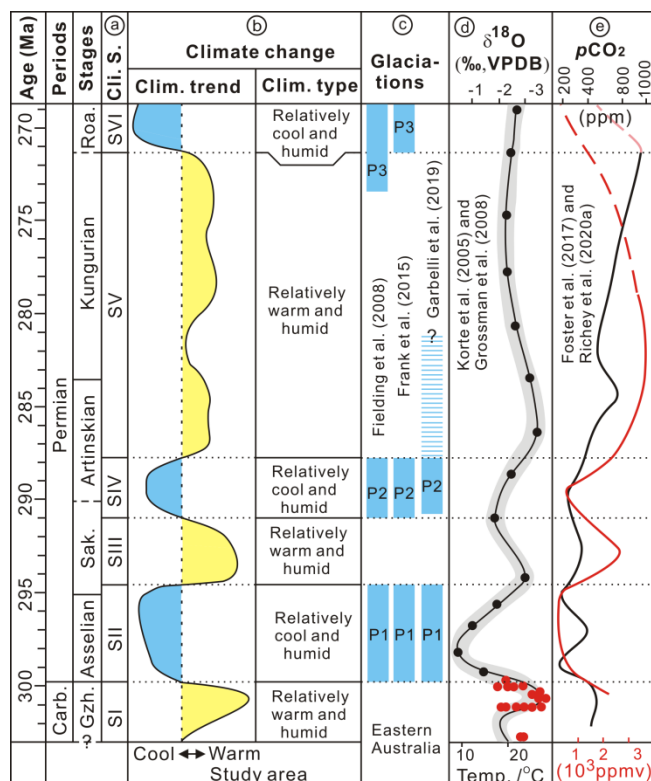 Age (Ma)
Periods
Stages
Cli. S.
a
b
c
d
e
Climate change
Clim. trend
Clim. type
Glacia-
tions
δ18O
(‰,VPDB)
-1 -2 -3
pCO2
200 600 1000
400 800
(ppm)
270
275
280
285
290
295
300
Permian
Carb.
Roa.
Kungurian
Artinskian
Sak.
Asselian
Gzh.
?
SVI
SV
SIV
SIII
SII
SI
Relatively
cool and
humid
Relatively
warm and
humid
Relatively
cool and
humid
Relatively
warm and
humid
Relatively
cool and
humid
Relatively
warm and
humid
P3
P3
Fielding et al. (2008)
Frank et al. (2015)
Garbelli et al. (2019)
?
P2 P2 P2
P1 P1 P1
Korte et al. (2005) and
Grossman et al. (2008)
Foster et al. (2017) and
Richey et al. (2020a)
Cool Warm
Study area
Eastern
Australia
10 20
Temp. /°C
1 2 3
(10³ppmv)